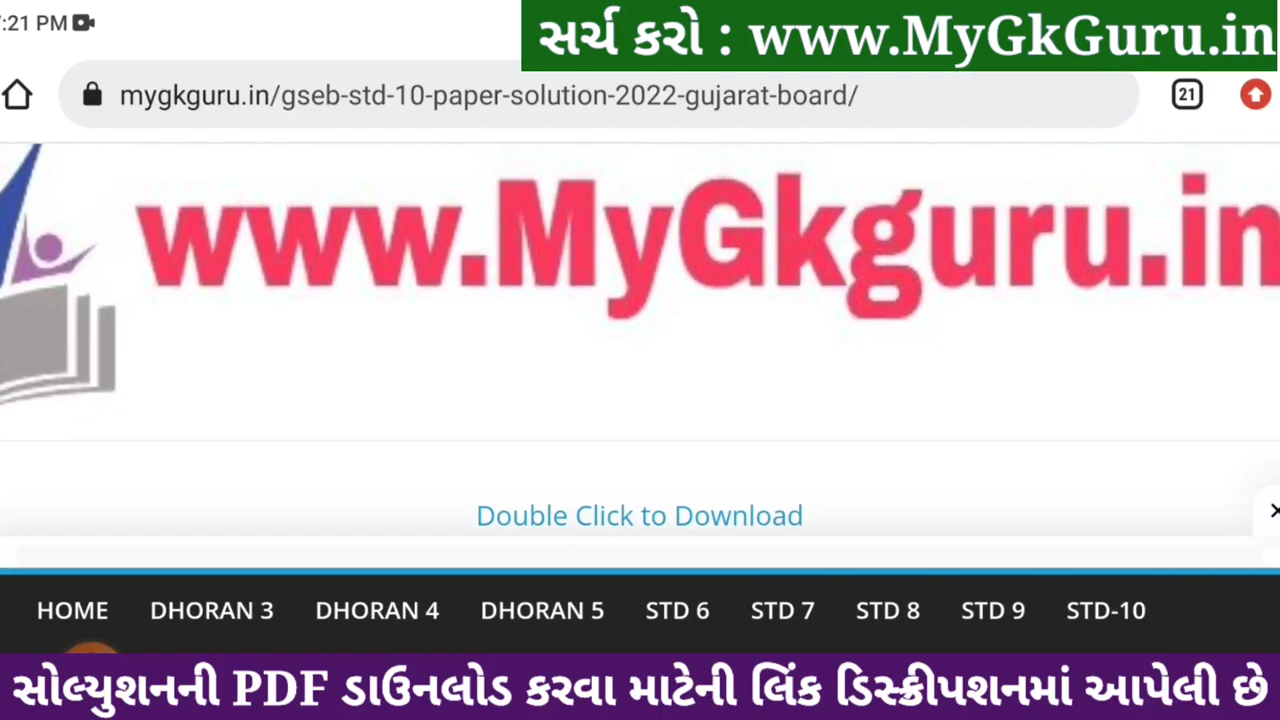 :21 PM
સર્ચ કરો : www.MyGkGuru.in
mygkguru.in/gseb-std-10-paper-solution-2022-gujarat-board/
21
www.MyGkguru.in
Double Click to Download
HOME DHORAN 3 DHORAN 4 DHORAN 5 STD 6 STD 7 STD 8 STD 9 STD-10
સોલ્યુશનની PDF ડાઉનલોડ કરવા માટેની લિંક ડિસ્ક્રીપશનમાં આપેલી છે